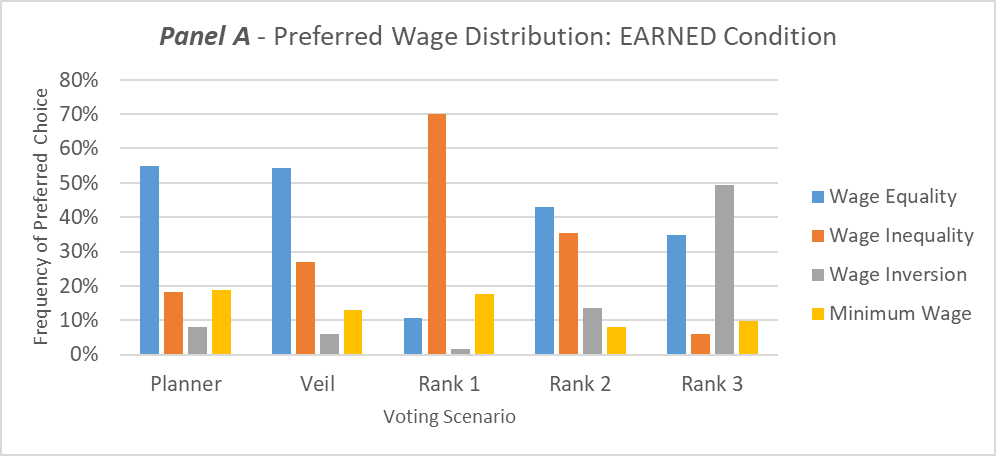 Panel A - Preferred Wage Distribution: EARNED Condition
Frequency of Preferred Choice
80%
70%
60%
50%
40%
30%
20%
10%
0%
Planner Veil Rank 1 Rank 2 Rank 3
Voting Scenario
Wage Equality
Wage Inequality
Wage Inversion
Minimum Wage